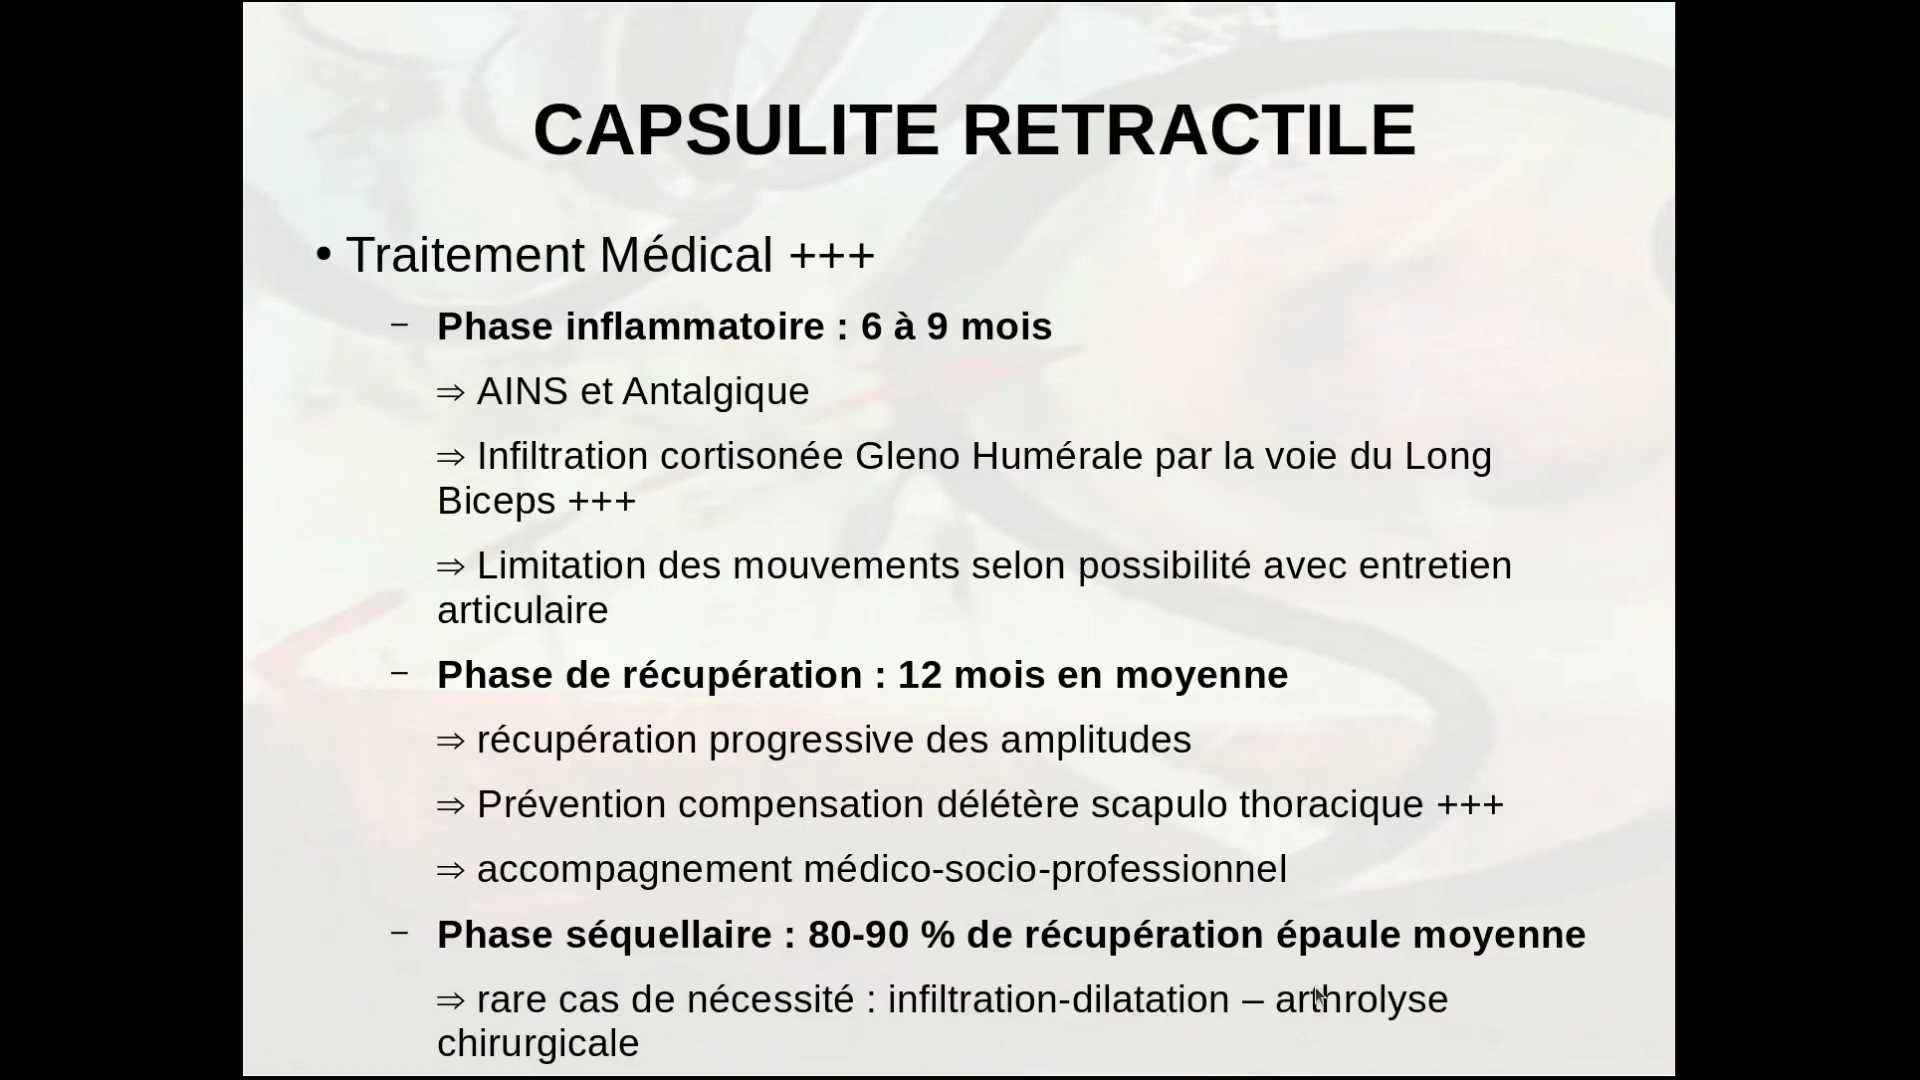 CAPSULITE RETRACTILE
• Traitement Médical +++
– Phase inflammatoire : 6 à 9 mois
⇒ AINS et Antalgique
⇒ Infiltration cortisonée Gleno Humérale par la voie du Long
Biceps +++
⇒ Limitation des mouvements selon possibilité avec entretien
articulaire
– Phase de récupération : 12 mois en moyenne
⇒ récupération progressive des amplitudes
⇒ Prévention compensation délétère scapulo thoracique +++
⇒ accompagnement médico-socio-professionnel
– Phase séquellaire : 80-90 % de récupération épaule moyenne
⇒ rare cas de nécessité : infiltration-dilatation – arthrolyse
chirurgicale